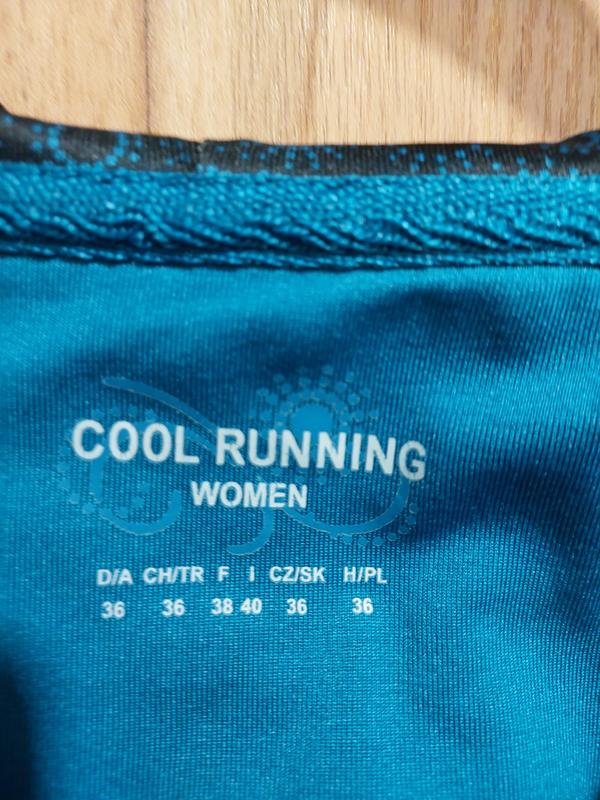 COOL RUNNING
WOMEN
D/A CH/TR F I CZ/SK H/PL
36 36 38 40 36 36